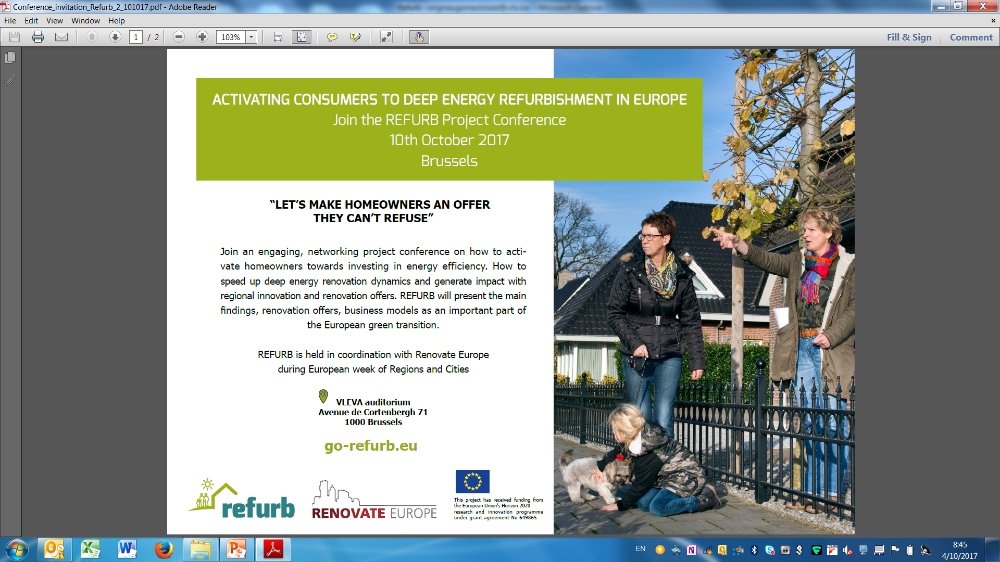 Conference_invitation_Refurb_2_101017.pdf - Adobe Reader
File Edit View Window Help
1 / 2 103% Fill & Sign Comment
ACTIVATING CONSUMERS TO DEEP ENERGY REFURBISHMENT IN EUROPE
Join the REFURB Project Conference
10th October 2017
Brussels
“LET’S MAKE HOMEOWNERS AN OFFER
THEY CAN’T REFUSE”
Join an engaging, networking project conference on how to acti-
vate homeowners towards investing in energy efficiency. How to
speed up deep energy renovation dynamics and generate impact with
regional innovation and renovation offers. REFURB will present the main
findings, renovation offers, business models as an important part of
the European green transition.
REFURB is held in coordination with Renovate Europe
during European week of Regions and Cities
VLEVA auditorium
Avenue de Cortenbergh 71
1000 Brussels
go-refurb.eu
refurb
RENOVATE EUROPE
This project has received funding from
the European Union’s Horizon 2020
research and innovation programme
under grant agreement No 649865
EN
8:45
4/10/2017